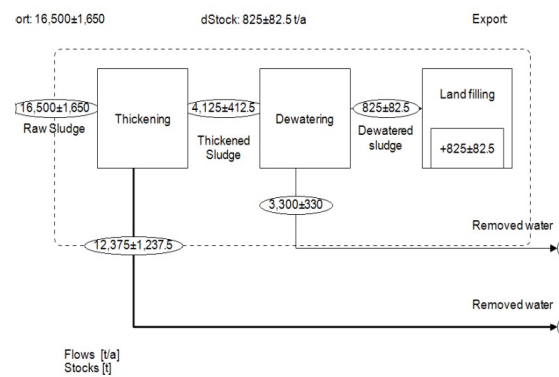 ort: 16,500±1,650 dStock: 825±82.5 t/a Export:
16,500±1,650 4,125±412.5 825±82.5 Land filling
Thickening Dewatering
Raw Sludge Thickened Dewatered
Sludge sludge
+825±82.5
3,300±330
Removed water
12,375±1,237.5
Removed water
Flows [t/a]
Stocks [t]